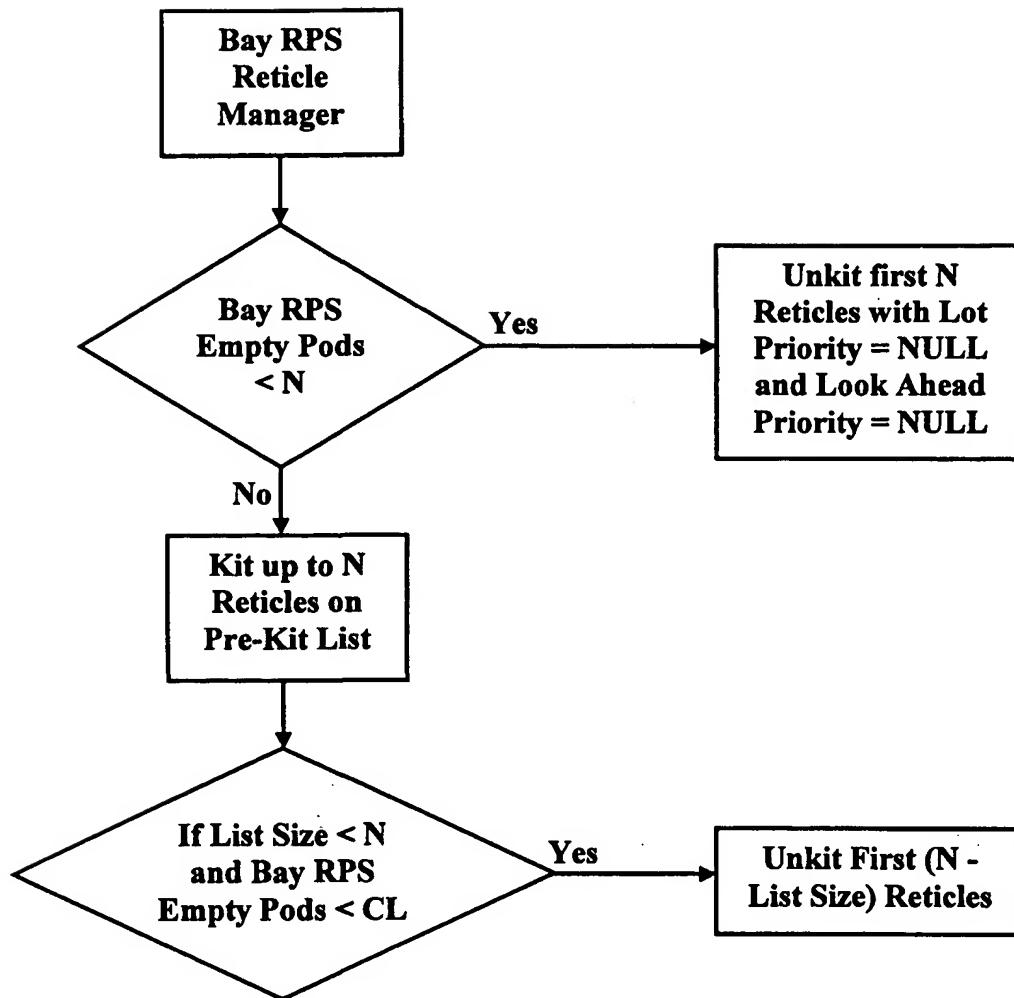 Bay RPS
Reticle
Manager
Bay RPS
Empty Pods
< N
Yes
Unkit first N
Reticles with Lot
Priority = NULL
and Look Ahead
Priority = NULL
No
Kit up to N
Reticles on
Pre-Kit List
If List Size < N
and Bay RPS
Empty Pods < CL
Yes
Unkit First (N -
List Size) Reticles